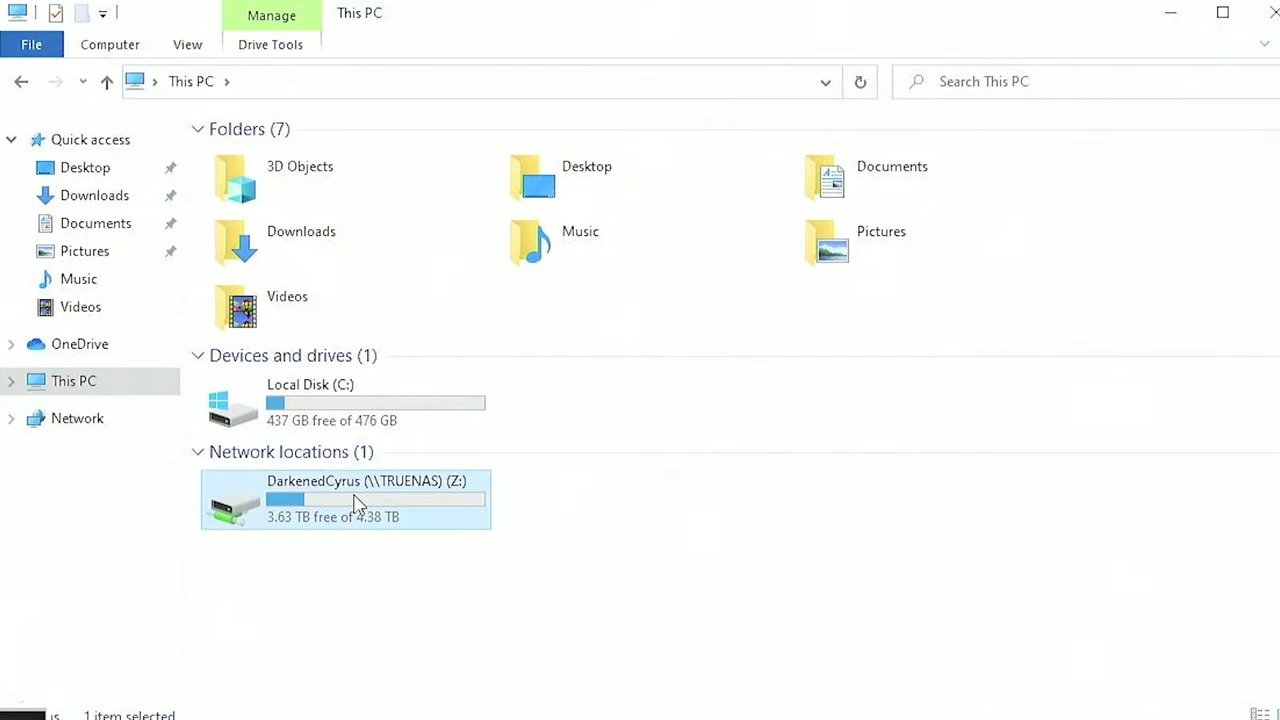 Manage
This PC
File
Computer
View
Drive Tools
This PC
Search This PC
Quick access
Desktop
Downloads
Documents
Pictures
Music
Videos
OneDrive
This PC
Network
Folders (7)
3D Objects
Desktop
Documents
Downloads
Music
Pictures
Videos
Devices and drives (1)
Local Disk (C:)
437 GB free of 476 GB
Network locations (1)
DarkenedCyrus (\\TRUENAS) (Z:)
3.63 TB free of 4.38 TB
1 item selected